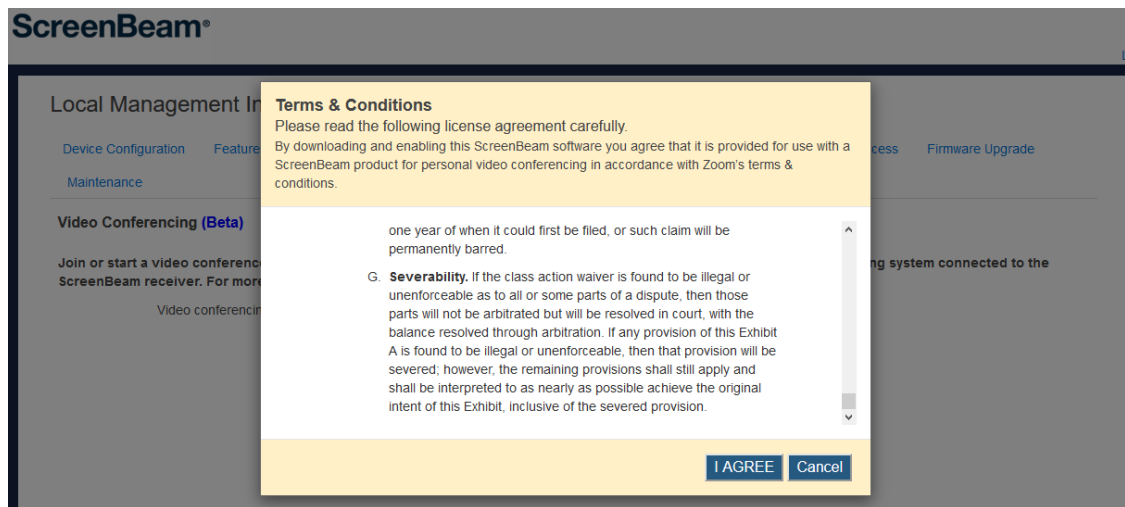 ScreenBeam®
Local Management In
Device Configuration Feature cess Firmware Upgrade
Maintenance
Video Conferencing (Beta)
Join or start a video conferenc ng system connected to the
ScreenBeam receiver. For more
Video conferencin
Terms & Conditions
Please read the following license agreement carefully.
By downloading and enabling this ScreenBeam software you agree that it is provided for use with a
ScreenBeam product for personal video conferencing in accordance with Zoom's terms &
conditions.
one year of when it could first be filed, or such claim will be
permanently barred.
G. Severability. If the class action waiver is found to be illegal or
unenforceable as to all or some parts of a dispute, then those
parts will not be arbitrated but will be resolved in court, with the
balance resolved through arbitration. If any provision of this Exhibit
A is found to be illegal or unenforceable, then that provision will be
severed; however, the remaining provisions shall still apply and
shall be interpreted to as nearly as possible achieve the original
intent of this Exhibit, inclusive of the severed provision.
I AGREE Cancel